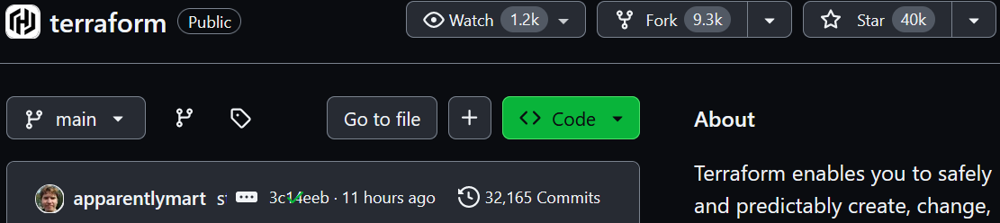 terraform Public Watch 1.2k Fork 9.3k Star 40k
main Go to file + Code About
Terraform enables you to safely
apparentlymart 11 hours ago 32,165 Commits
and predictably create, change,